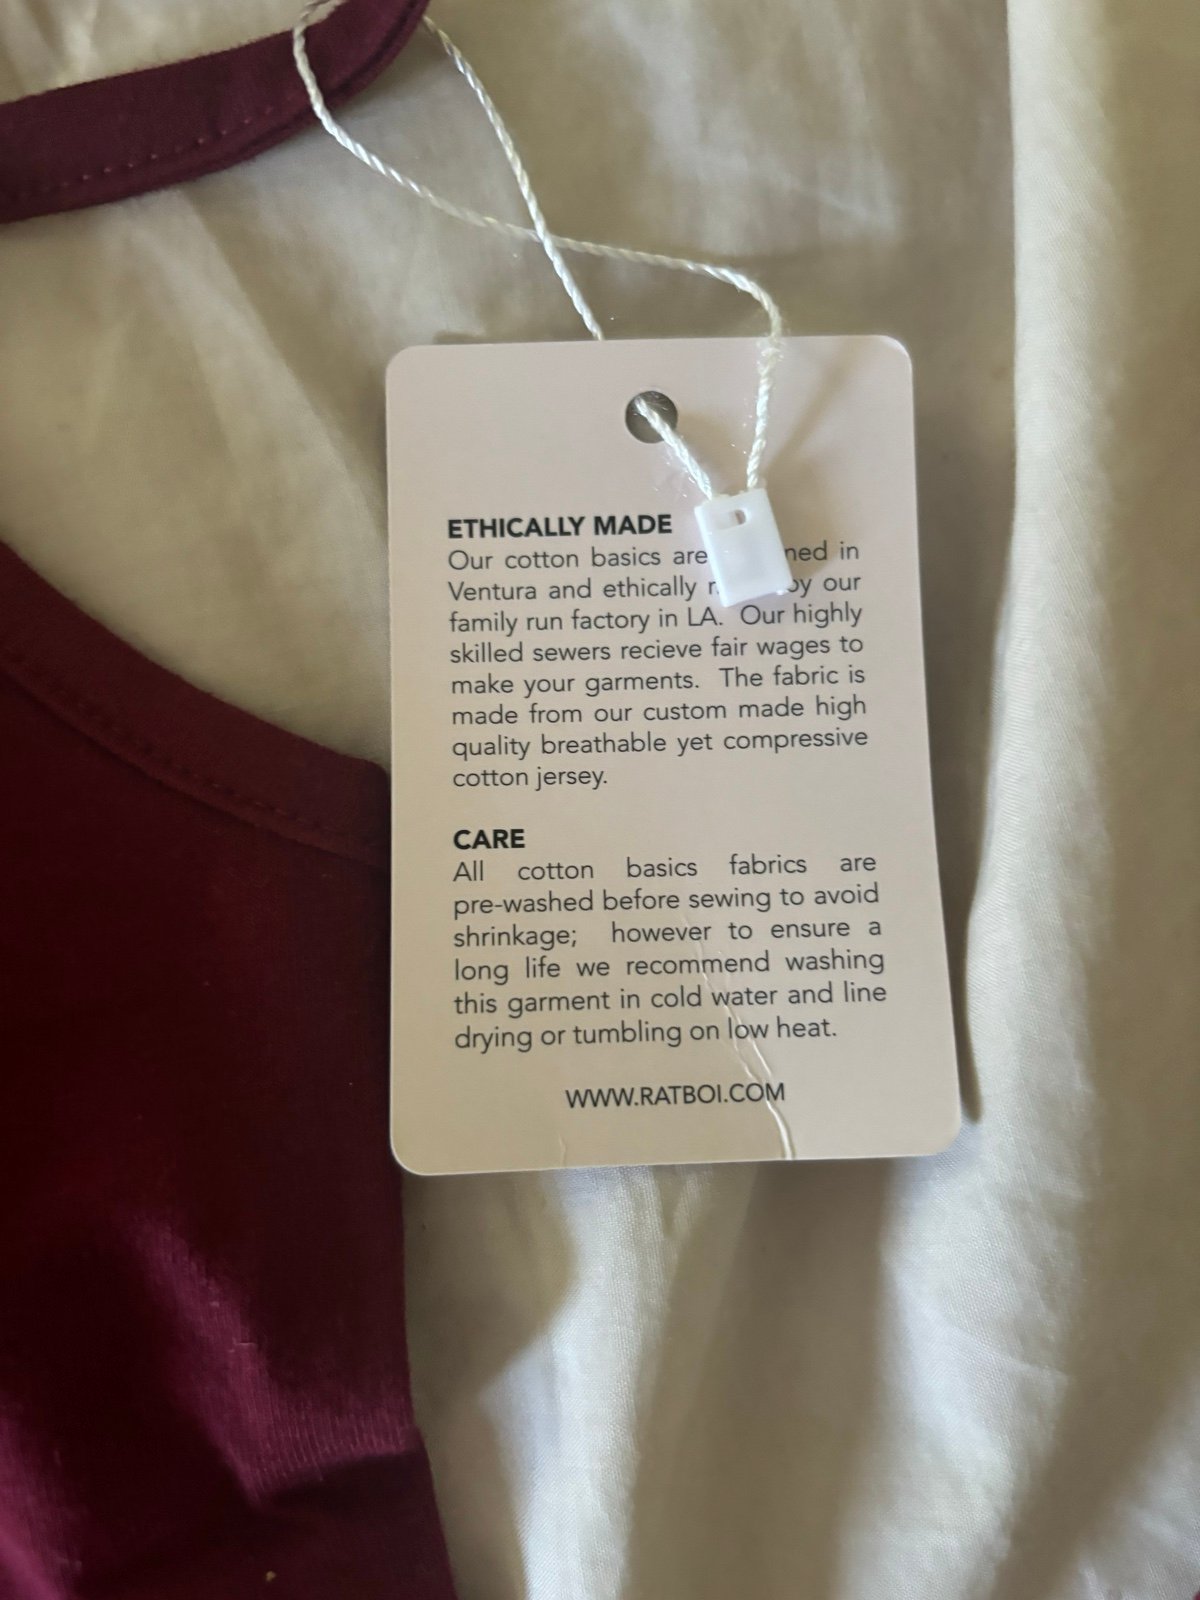 ETHICALLY MADE
Our cotton basics are in
Ventura and ethically by our
family run factory in LA. Our highly
skilled sewers recieve fair wages to
make your garments. The fabric is
made from our custom made high
quality breathable yet compressive
cotton jersey.
CARE
All cotton basics fabrics are
pre-washed before sewing to avoid
shrinkage; however to ensure a
long life we recommend washing
this garment in cold water and line
drying or tumbling on low heat.
WWW.RATBOI.COM